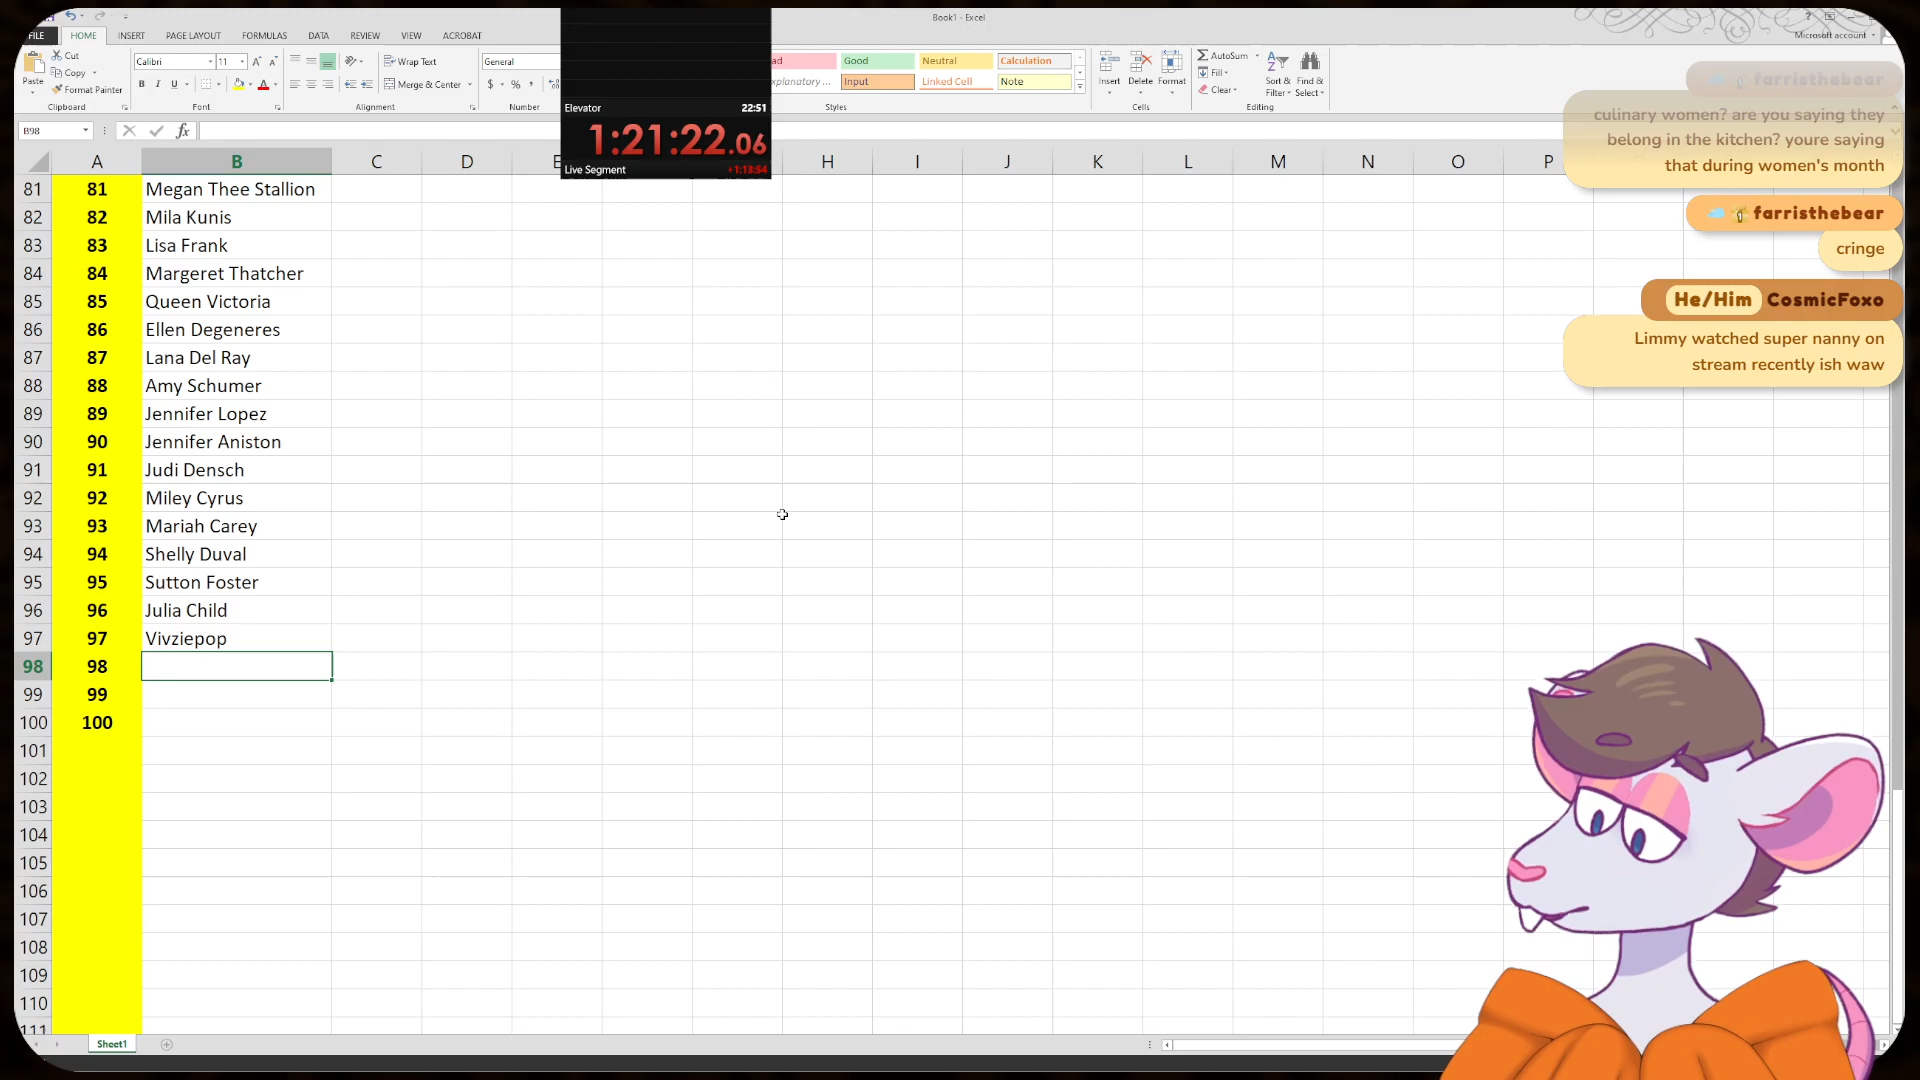 Book1 - Excel
Microsoft account
FILE HOME INSERT PAGE LAYOUT FORMULAS DATA REVIEW VIEW ACROBAT
Paste
Cut
Copy
Format Painter
Clipboard
Calibri 11
B I U
Font
Wrap Text
Merge & Center
Alignment
General
$ % ,
Number
Good
Neutral
Calculation
Input
Linked Cell
Note
Styles
Insert
Delete
Format
Cells
AutoSum
Fill
Clear
Sort & Filter
Find & Select
Editing
Elevator 22:51
1:21:22.06
Live Segment +1:13:54
B98
fx
A B C D H I J K L M N O P
81 81 Megan Thee Stallion
82 82 Mila Kunis
83 83 Lisa Frank
84 84 Margeret Thatcher
85 85 Queen Victoria
86 86 Ellen Degeneres
87 87 Lana Del Ray
88 88 Amy Schumer
89 89 Jennifer Lopez
90 90 Jennifer Aniston
91 91 Judi Densch
92 92 Miley Cyrus
93 93 Mariah Carey
94 94 Shelly Duval
95 95 Sutton Foster
96 96 Julia Child
97 97 Vivziepop
98 98
99 99
100 100
101
102
103
104
105
106
107
108
109
110
111
Sheet1
farristhebear
culinary women? are you saying they
belong in the kitchen? youre saying
that during women's month
farristhebear
cringe
He/Him CosmicFoxo
Limmy watched super nanny on
stream recently ish waw